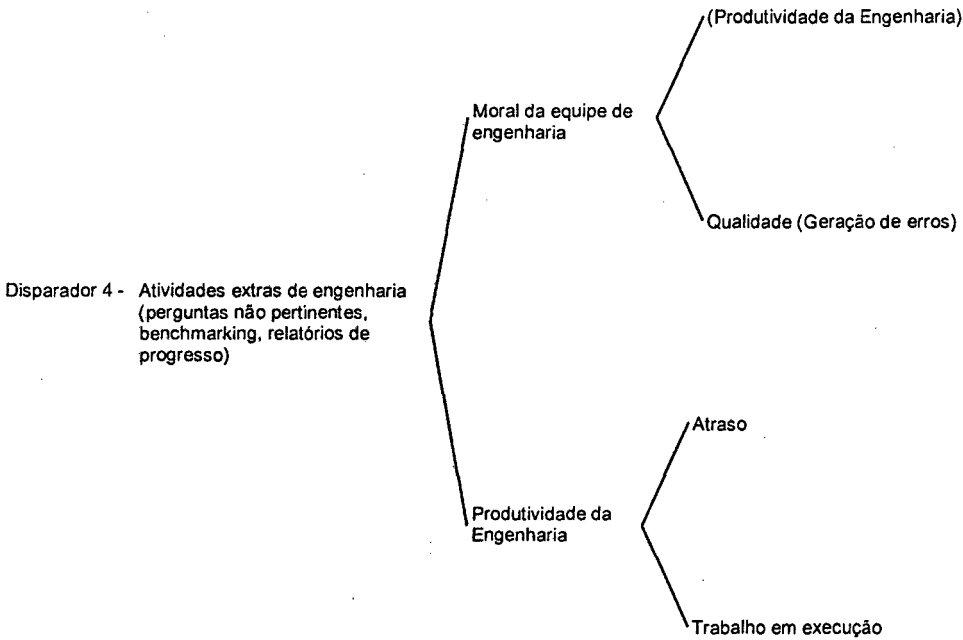 (Produtividade da Engenharia)
Moral da equipe de
engenharia
Qualidade (Geração de erros)
Disparador 4 - Atividades extras de engenharia
(perguntas não pertinentes,
benchmarking, relatórios de
progresso)
Atraso
Produtividade da
Engenharia
Trabalho em execução